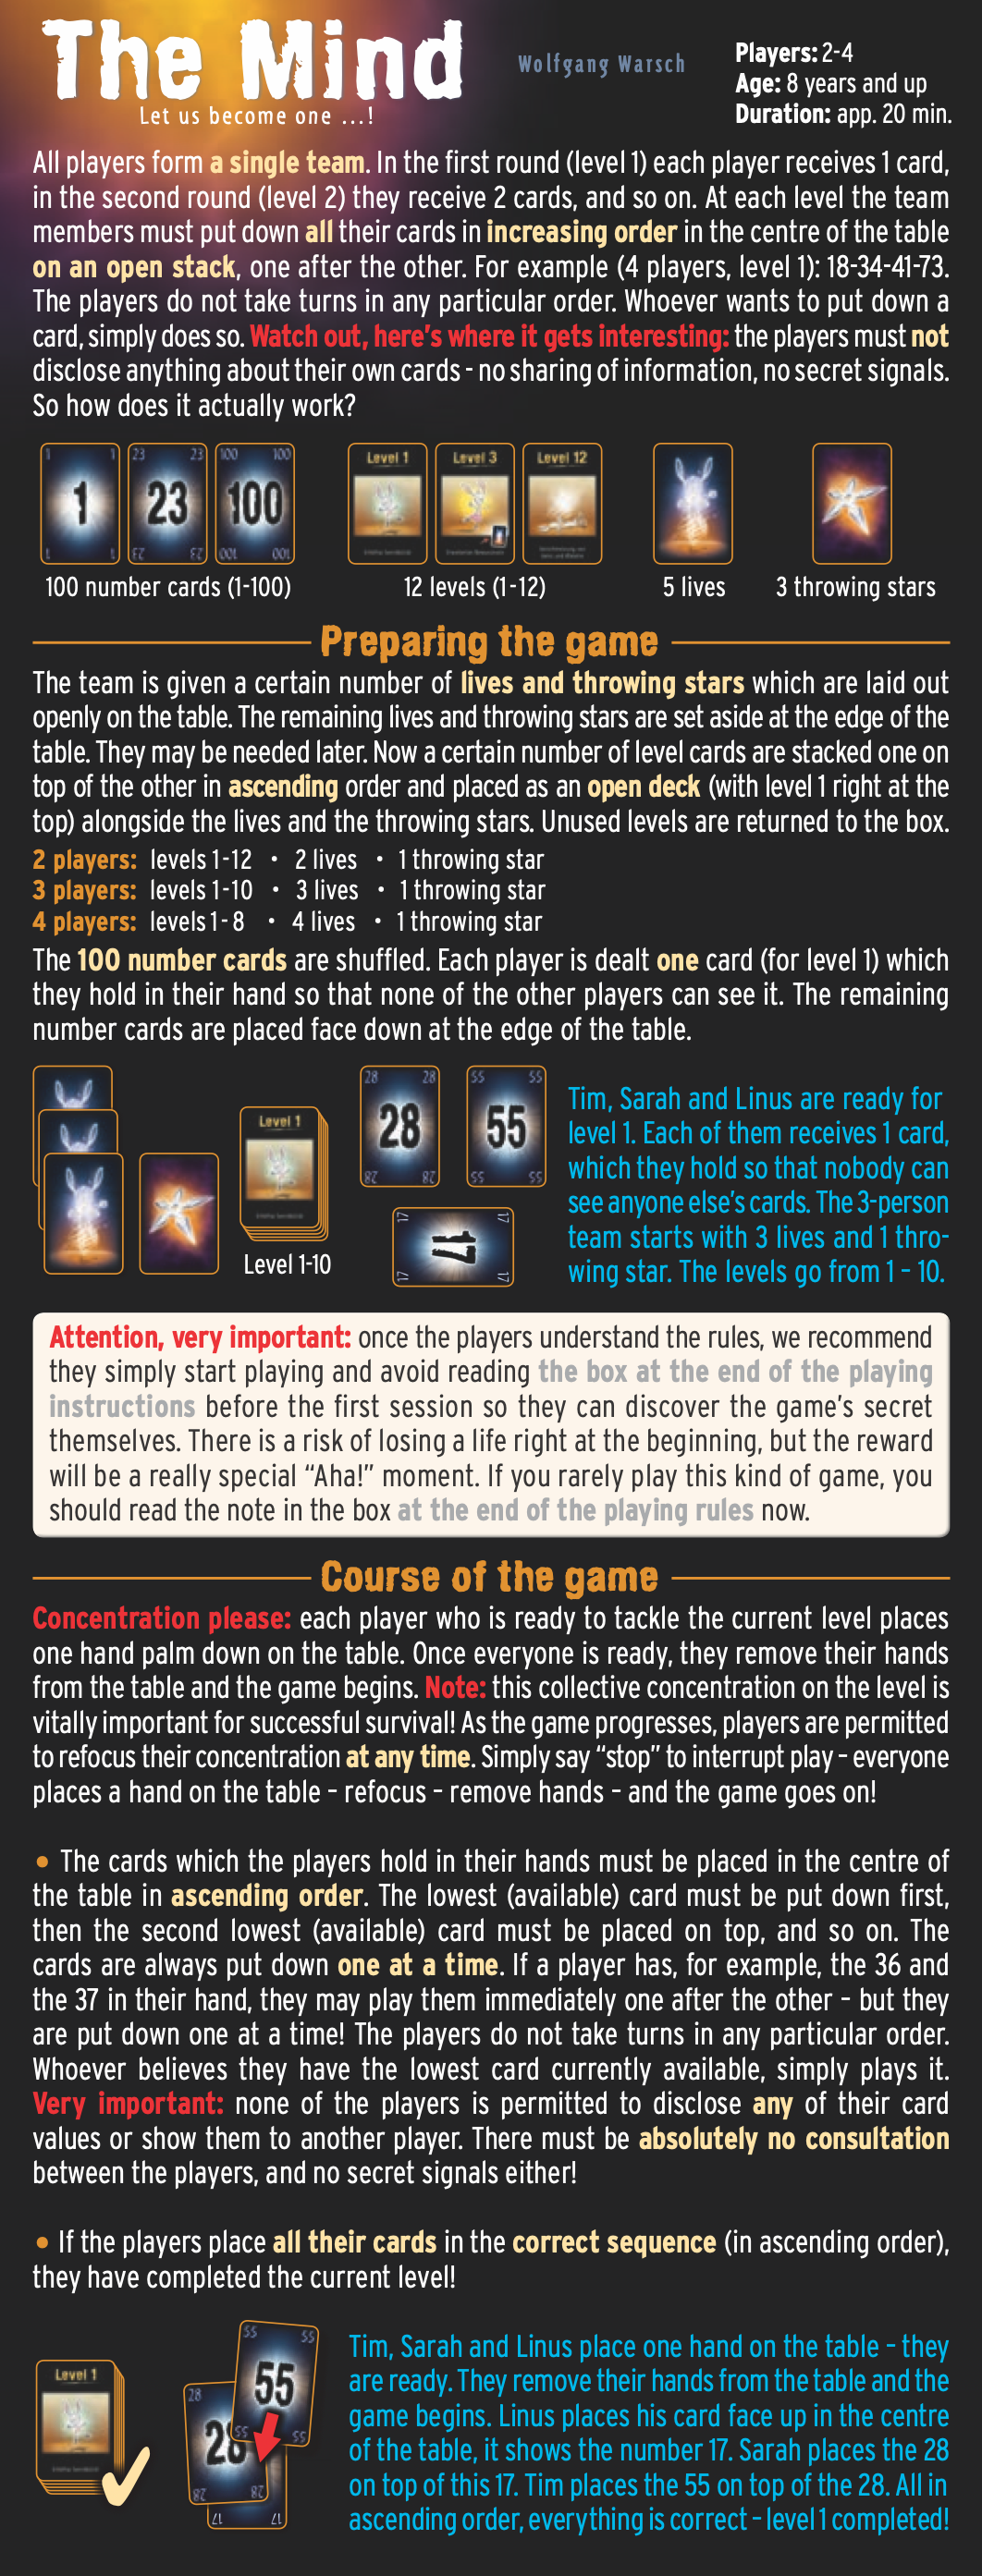 The Mind
Let us become one ...!
Wolfgang Warsch
Players: 2-4
Age: 8 years and up
Duration: app. 20 min.
All players form a single team. In the first round (level 1) each player receives 1 card,
in the second round (level 2) they receive 2 cards, and so on. At each level the team
members must put down all their cards in increasing order in the centre of the table
on an open stack, one after the other. For example (4 players, level 1): 18-34-41-73.
The players do not take turns in any particular order. Whoever wants to put down a
card, simply does so. Watch out, here's where it gets interesting: the players must not
disclose anything about their own cards - no sharing of information, no secret signals.
So how does it actually work?
1 1 23 23 100 100 Level 1 Level 3 Level 12
1 23 100
1 1 23 23 100 100
100 number cards (1-100) 12 levels (1-12) 5 lives 3 throwing stars
Preparing the game
The team is given a certain number of lives and throwing stars which are laid out
openly on the table. The remaining lives and throwing stars are set aside at the edge of the
table. They may be needed later. Now a certain number of level cards are stacked one on
top of the other in ascending order and placed as an open deck (with level 1 right at the
top) alongside the lives and the throwing stars. Unused levels are returned to the box.
2 players: levels 1-12 • 2 lives • 1 throwing star
3 players: levels 1-10 • 3 lives • 1 throwing star
4 players: levels 1-8 • 4 lives • 1 throwing star
The 100 number cards are shuffled. Each player is dealt one card (for level 1) which
they hold in their hand so that none of the other players can see it. The remaining
number cards are placed face down at the edge of the table.
Level 1
Level 1-10
28 28
28
28 28
55 55
55
55 55
17 17
17
17 17
Tim, Sarah and Linus are ready for
level 1. Each of them receives 1 card,
which they hold so that nobody can
see anyone else's cards. The 3-person
team starts with 3 lives and 1 thro-
wing star. The levels go from 1 – 10.
Attention, very important: once the players understand the rules, we recommend
they simply start playing and avoid reading the box at the end of the playing
instructions before the first session so they can discover the game's secret
themselves. There is a risk of losing a life right at the beginning, but the reward
will be a really special “Aha!” moment. If you rarely play this kind of game, you
should read the note in the box at the end of the playing rules now.
Course of the game
Concentration please: each player who is ready to tackle the current level places
one hand palm down on the table. Once everyone is ready, they remove their hands
from the table and the game begins. Note: this collective concentration on the level is
vitally important for successful survival! As the game progresses, players are permitted
to refocus their concentration at any time. Simply say “stop” to interrupt play – everyone
places a hand on the table – refocus – remove hands – and the game goes on!
• The cards which the players hold in their hands must be placed in the centre of
the table in ascending order. The lowest (available) card must be put down first,
then the second lowest (available) card must be placed on top, and so on. The
cards are always put down one at a time. If a player has, for example, the 36 and
the 37 in their hand, they may play them immediately one after the other – but they
are put down one at a time! The players do not take turns in any particular order.
Whoever believes they have the lowest card currently available, simply plays it.
Very important: none of the players is permitted to disclose any of their card
values or show them to another player. There must be absolutely no consultation
between the players, and no secret signals either!
• If the players place all their cards in the correct sequence (in ascending order),
they have completed the current level!
Level 1
55 55
55
55 55
28
28
28 28
17 17
Tim, Sarah and Linus place one hand on the table – they
are ready. They remove their hands from the table and the
game begins. Linus places his card face up in the centre
of the table, it shows the number 17. Sarah places the 28
on top of this 17. Tim places the 55 on top of the 28. All in
ascending order, everything is correct – level 1 completed!